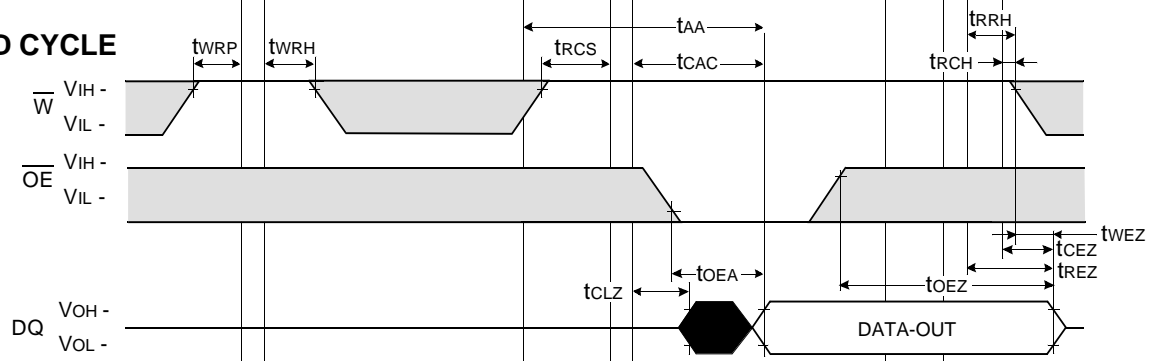 tAA
tRRH
D CYCLE
tWRP
tWRH
tRCS
tCAC
tRCH
W
VIH -
VIL -
OE
VIH -
VIL -
tWEZ
tCEZ
tOEA
tREZ
tCLZ
tOEZ
DQ
VOH -
VOL -
DATA-OUT